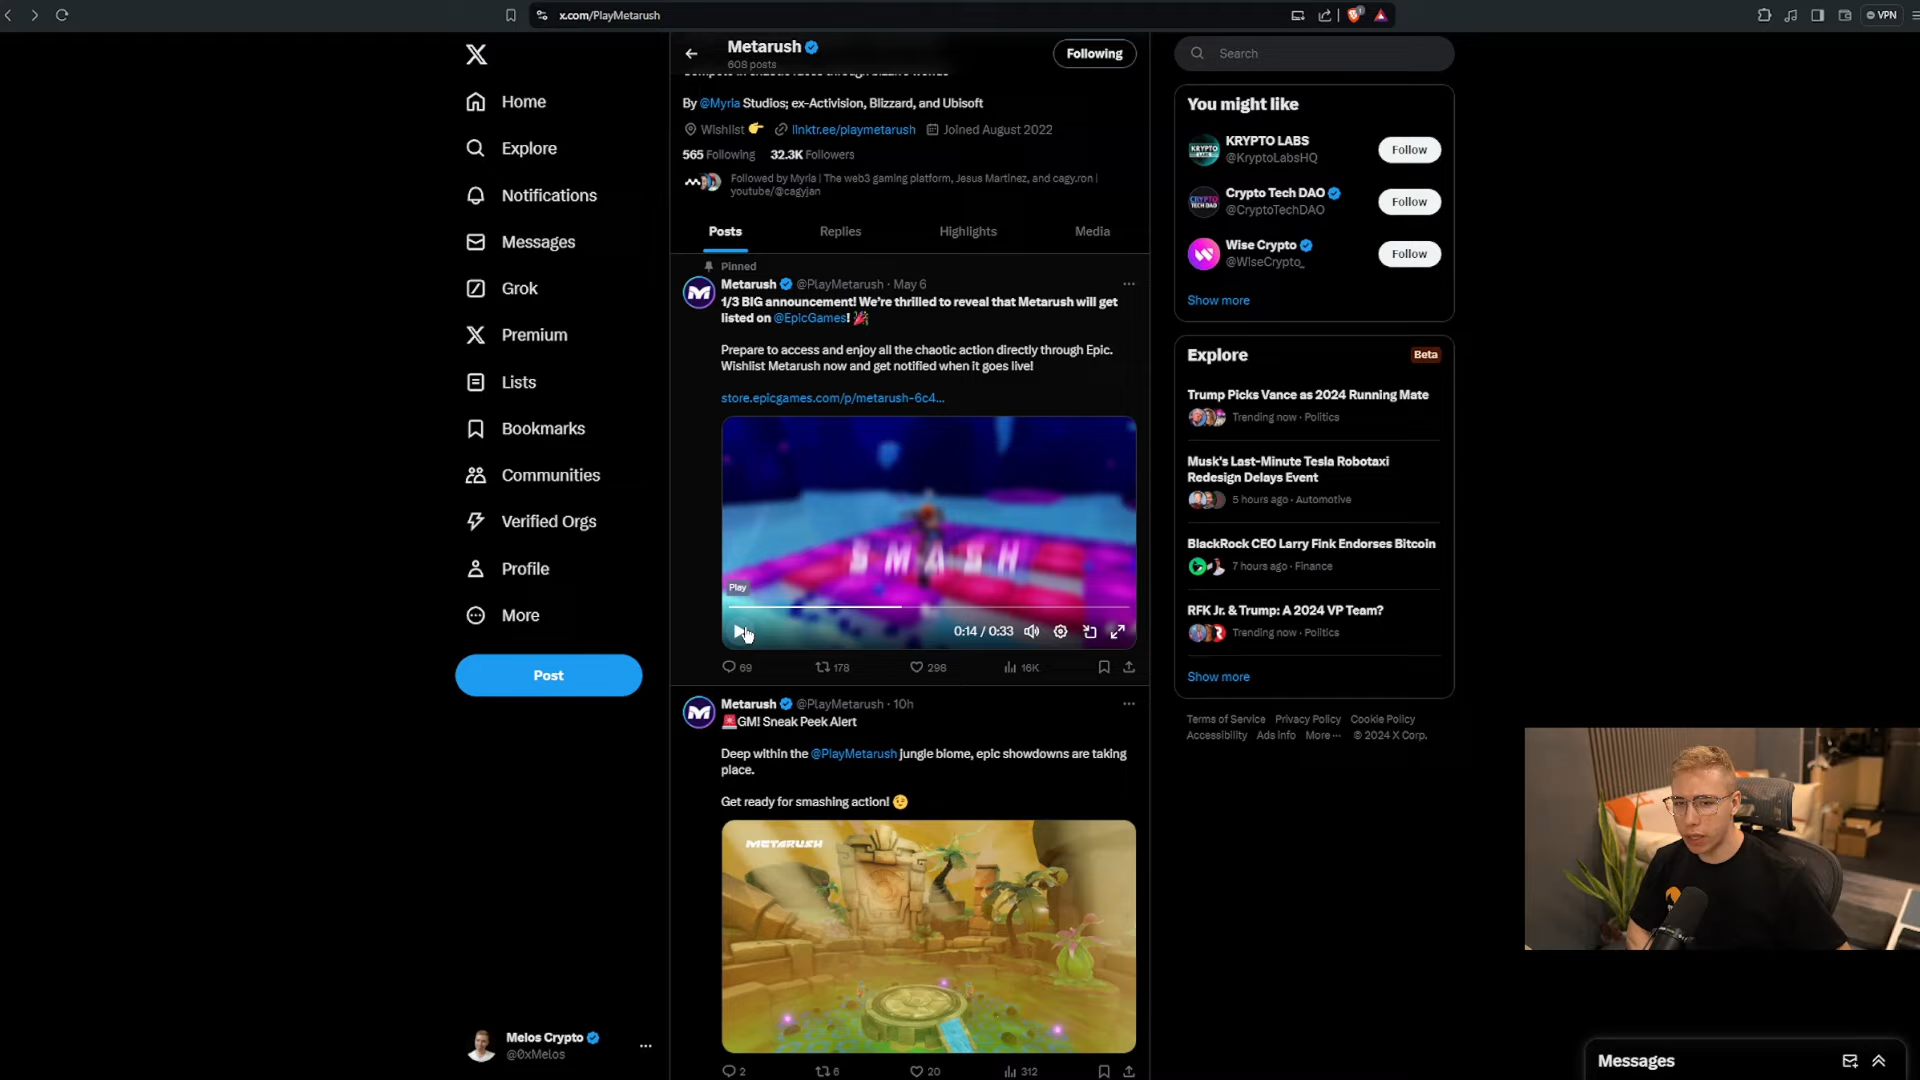 x.com/PlayMetarush
VPN
Metarush
608 posts
Following
Search
Home
Explore
Notifications
Messages
Grok
Premium
Lists
Bookmarks
Communities
Verified Orgs
Profile
More
Post
Melos Crypto
@0xMelos
By @Myria Studios; ex-Activision, Blizzard, and Ubisoft
Wishlist 👉 linktr.ee/playmetarush Joined August 2022
565 Following 32.3K Followers
Followed by Myria | The web3 gaming platform, Jesus Martinez, and cagy.ron |
youtube/@cagyjan
Posts Replies Highlights Media
Pinned
Metarush @PlayMetarush · May 6
1/3 BIG announcement! We're thrilled to reveal that Metarush will get
listed on @EpicGames! 🎉
Prepare to access and enjoy all the chaotic action directly through Epic.
Wishlist Metarush now and get notified when it goes live!
store.epicgames.com/p/metarush-6c4...
SMASH
Play
0:14 / 0:33
69 178 298 16K
Metarush @PlayMetarush · 10h
🚨GM! Sneak Peek Alert
Deep within the @PlayMetarush jungle biome, epic showdowns are taking
place.
Get ready for smashing action! 😉
METARUSH
2 6 20 312
You might like
KRYPTO LABS
@KryptoLabsHQ
Follow
Crypto Tech DAO
@CryptoTechDAO
Follow
Wise Crypto
@WiseCrypto_
Follow
Show more
Explore
Beta
Trump Picks Vance as 2024 Running Mate
Trending now · Politics
Musk's Last-Minute Tesla Robotaxi
Redesign Delays Event
5 hours ago · Automotive
BlackRock CEO Larry Fink Endorses Bitcoin
7 hours ago · Finance
RFK Jr. & Trump: A 2024 VP Team?
Trending now · Politics
Show more
Terms of Service Privacy Policy Cookie Policy
Accessibility Ads info More ··· © 2024 X Corp.
Messages